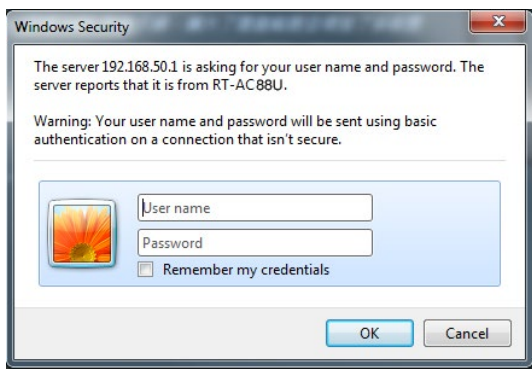 Windows Security
The server 192.168.50.1 is asking for your user name and password. The
server reports that it is from RT-AC88U.
Warning: Your user name and password will be sent using basic
authentication on a connection that isn't secure.
User name
Password
Remember my credentials
OK
Cancel